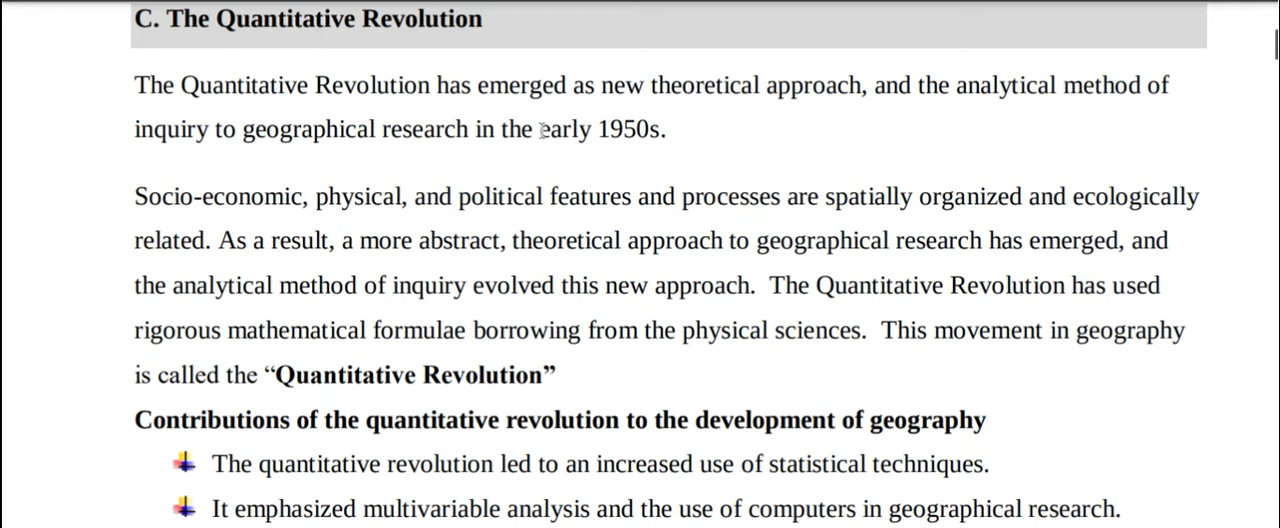 C. The Quantitative Revolution
The Quantitative Revolution has emerged as new theoretical approach, and the analytical method of
inquiry to geographical research in the early 1950s.
Socio-economic, physical, and political features and processes are spatially organized and ecologically
related. As a result, a more abstract, theoretical approach to geographical research has emerged, and
the analytical method of inquiry evolved this new approach.  The Quantitative Revolution has used
rigorous mathematical formulae borrowing from the physical sciences.  This movement in geography
is called the “Quantitative Revolution”
Contributions of the quantitative revolution to the development of geography
The quantitative revolution led to an increased use of statistical techniques.
It emphasized multivariable analysis and the use of computers in geographical research.